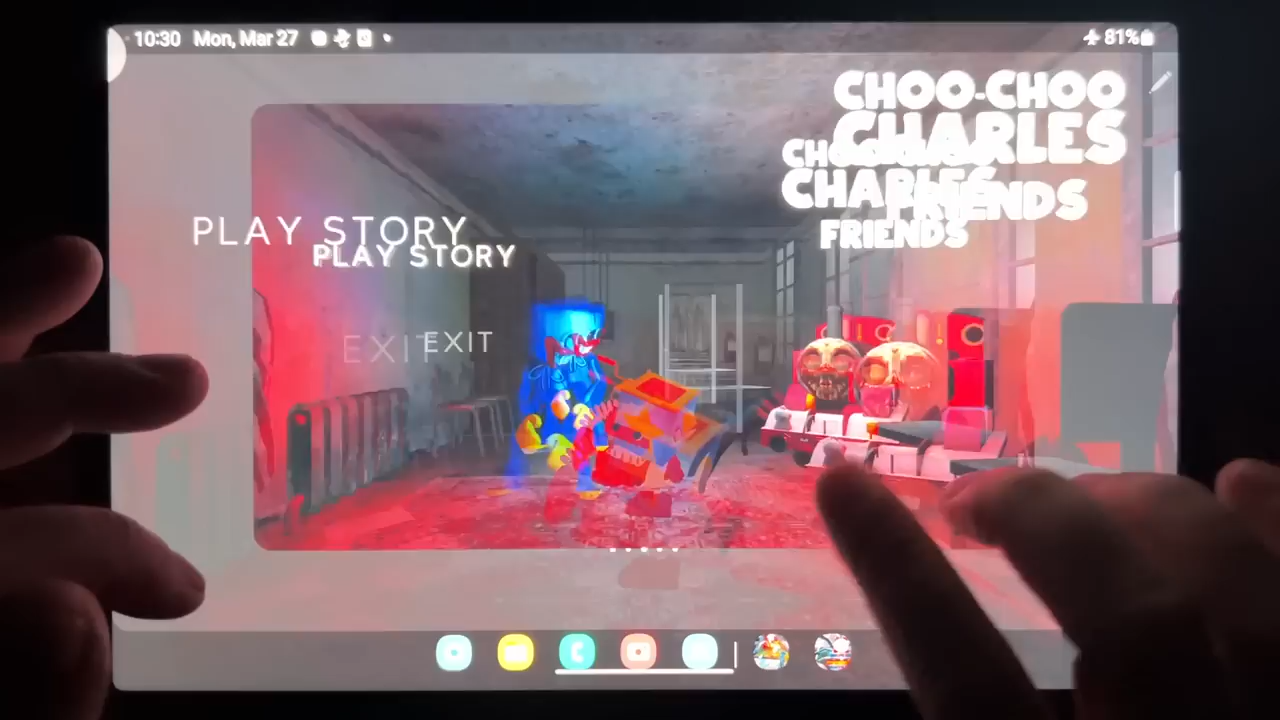 10:30 Mon, Mar 27
81%
CHOO-CHOO
CHARLES
FRIENDS
CHARLES
FRIENDS
PLAY STORY
PLAY STORY
EXIT
EXIT